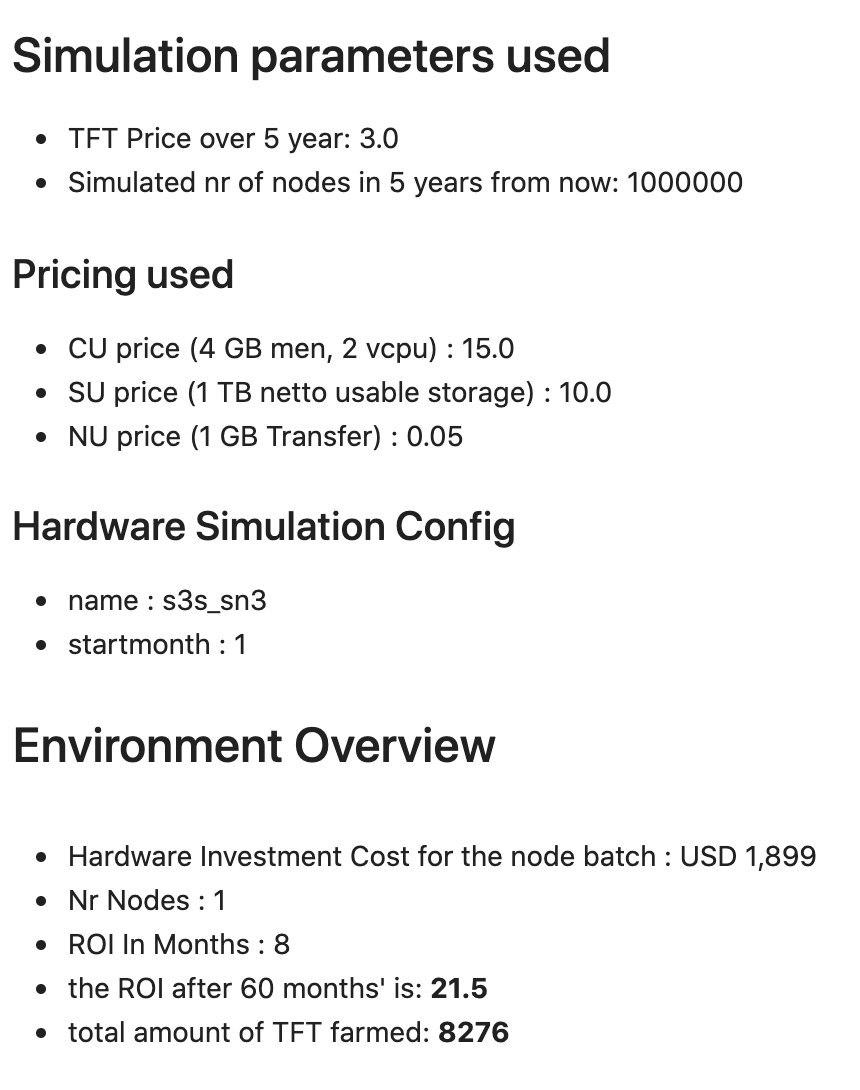 Simulation parameters used
• TFT Price over 5 year: 3.0
• Simulated nr of nodes in 5 years from now: 1000000
Pricing used
• CU price (4 GB men, 2 vcpu) : 15.0
• SU price (1 TB netto usable storage) : 10.0
• NU price (1 GB Transfer) : 0.05
Hardware Simulation Config
• name : s3s_sn3
• startmonth : 1
Environment Overview
• Hardware Investment Cost for the node batch : USD 1,899
• Nr Nodes : 1
• ROI In Months : 8
• the ROI after 60 months' is: 21.5
• total amount of TFT farmed: 8276